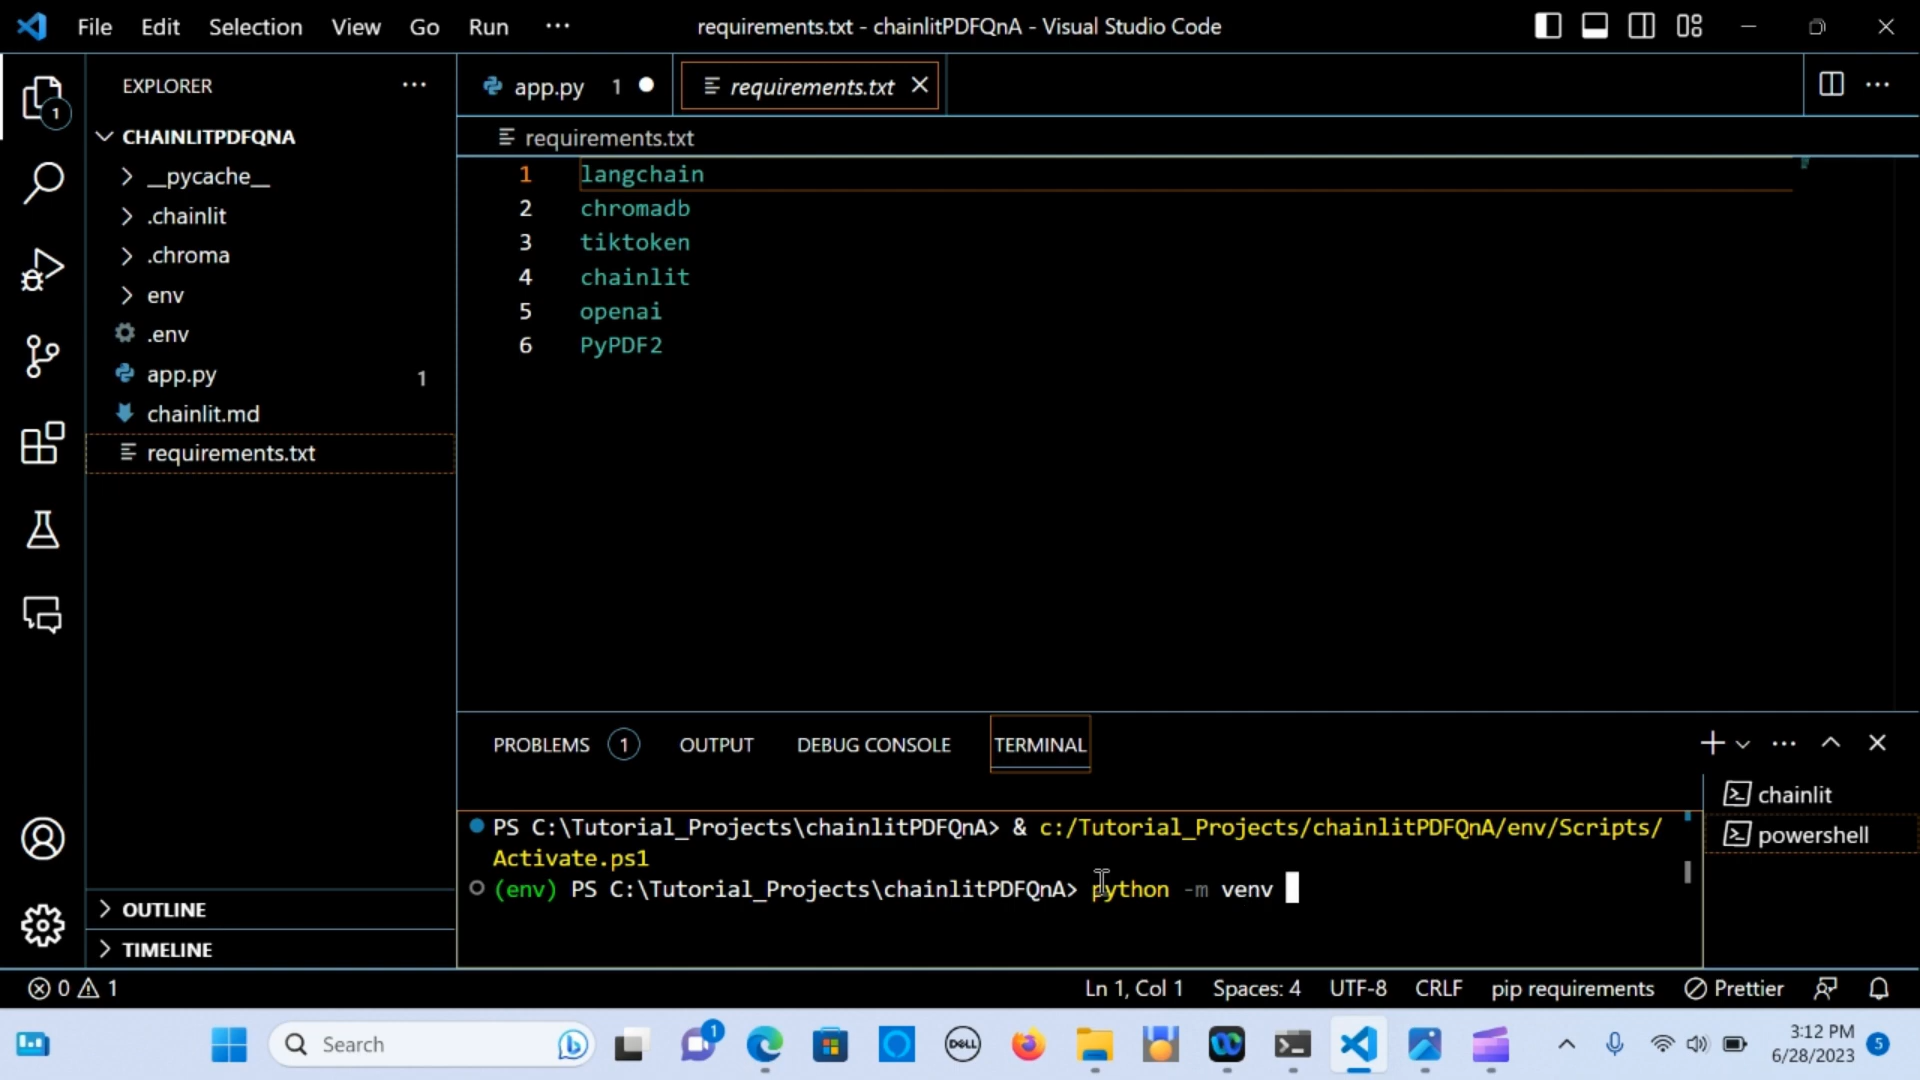 File Edit Selection View Go Run ... requirements.txt - chainlitPDFQnA - Visual Studio Code
EXPLORER ...
app.py 1
requirements.txt
1
CHAINLITPDFQNA
requirements.txt
__pycache__
.chainlit
.chroma
env
.env
app.py 1
chainlit.md
requirements.txt
1 langchain
2 chromadb
3 tiktoken
4 chainlit
5 openai
6 PyPDF2
PROBLEMS 1 OUTPUT DEBUG CONSOLE TERMINAL
chainlit
powershell
PS C:\Tutorial_Projects\chainlitPDFQnA> & c:/Tutorial_Projects/chainlitPDFQnA/env/Scripts/
Activate.ps1
(env) PS C:\Tutorial_Projects\chainlitPDFQnA> python -m venv
OUTLINE
TIMELINE
0 1 Ln 1, Col 1 Spaces: 4 UTF-8 CRLF pip requirements Prettier
Search
1
DELL
3:12 PM
6/28/2023
5